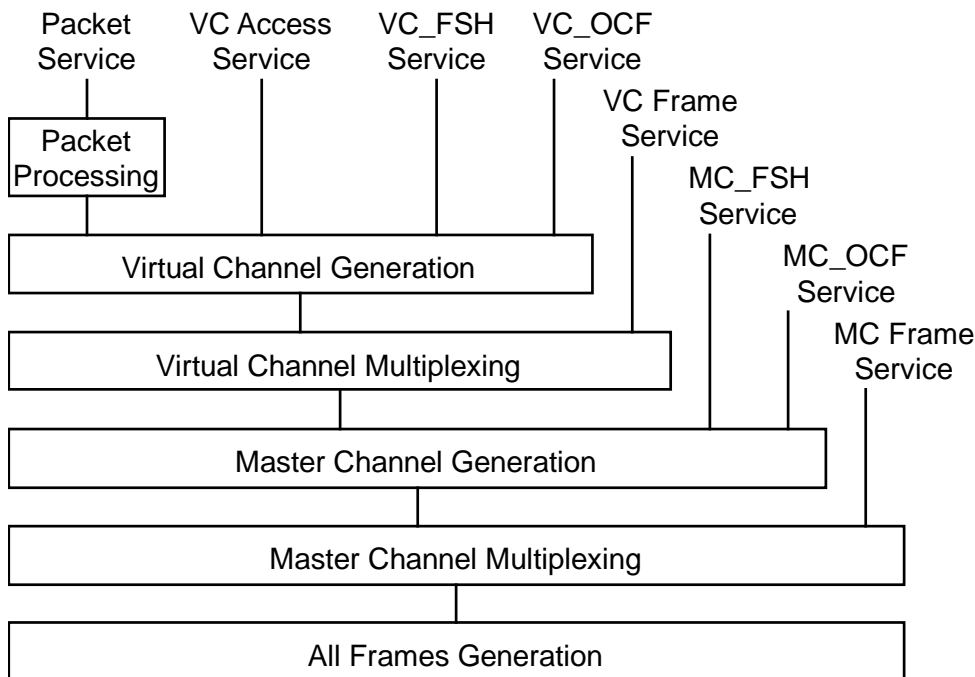 Packet
Service
VC Access
Service
VC_FSH
Service
VC_OCF
Service
VC Frame
Service
Packet
Processing
MC_FSH
Service
Virtual Channel Generation
MC_OCF
Service
Virtual Channel Multiplexing
MC Frame
Service
Master Channel Generation
Master Channel Multiplexing
All Frames Generation